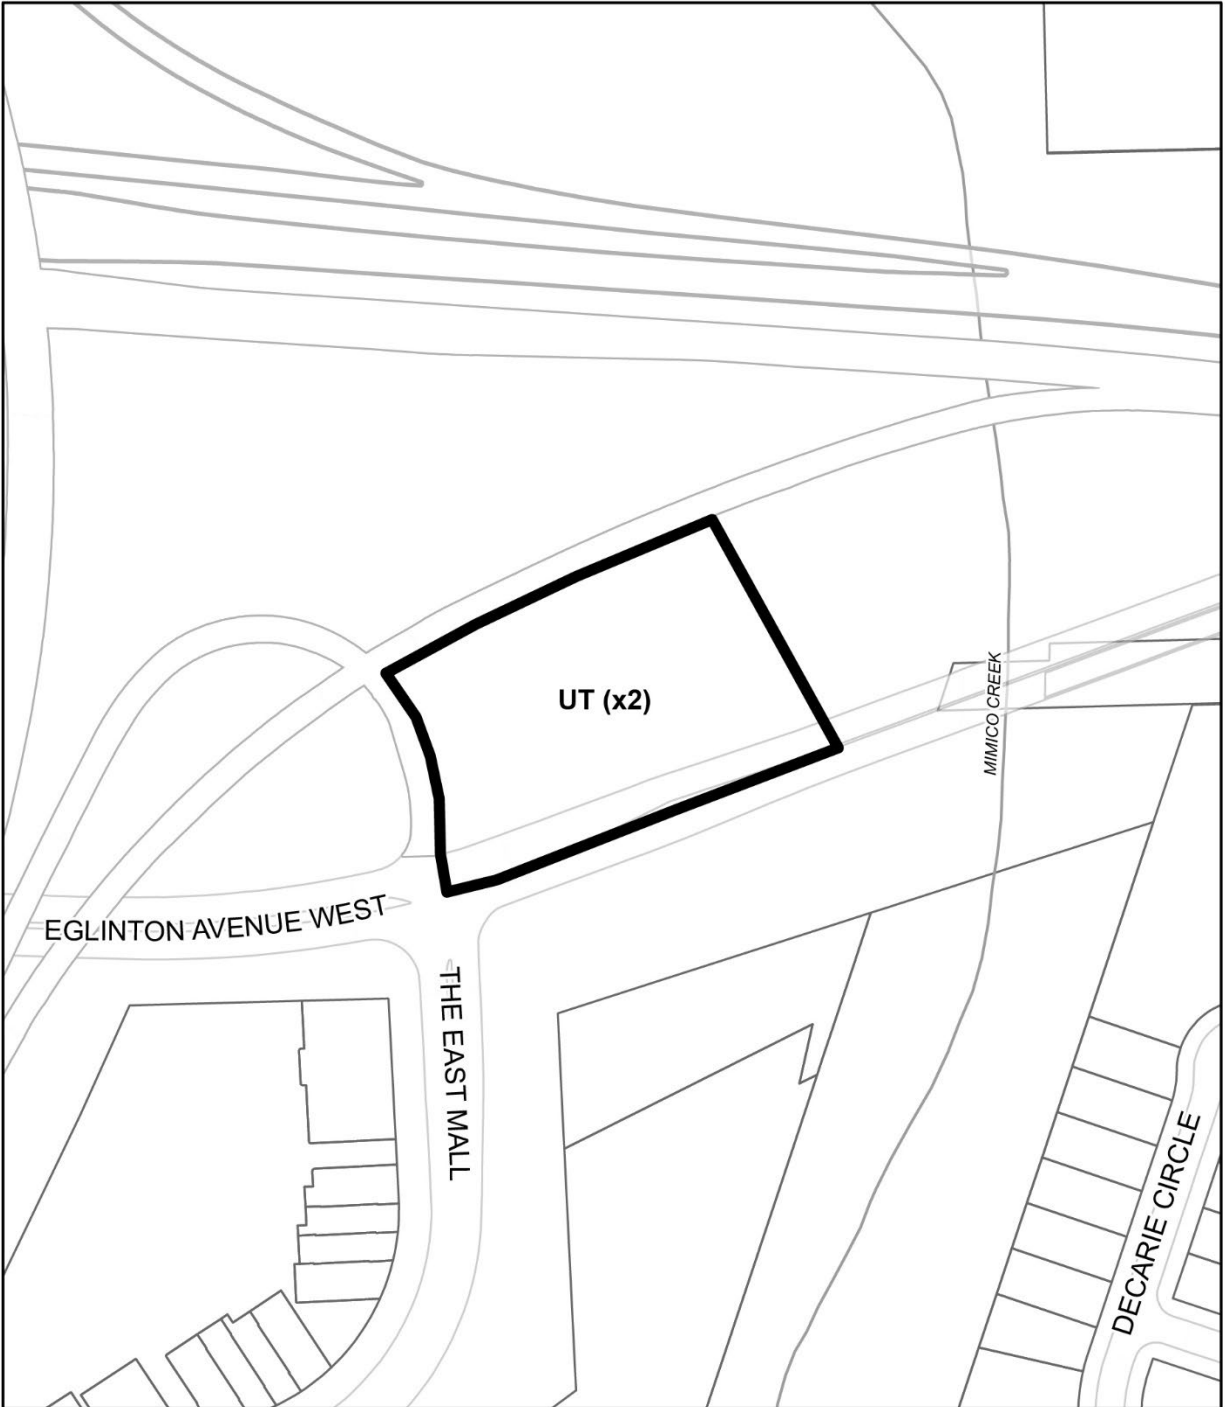 UT (x2)
MIMICO CREEK
EGLINTON AVENUE WEST
THE EAST MALL
DECARIE CIRCLE